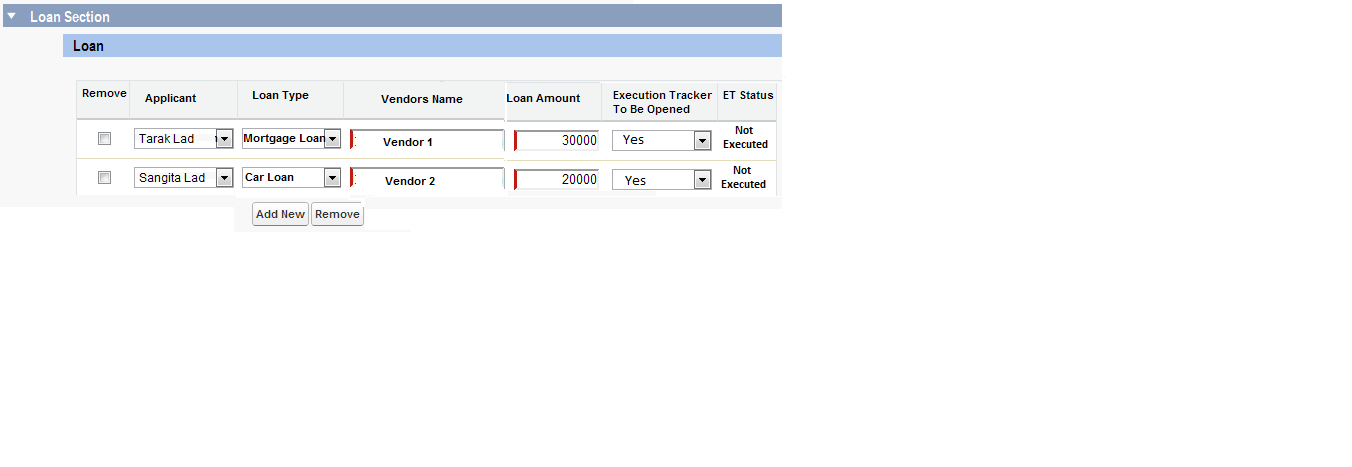 Loan Section
Loan
Remove Applicant Loan Type Vendors Name Loan Amount Execution Tracker To Be Opened ET Status
Tarak Lad Mortgage Loan Vendor 1 30000 Yes Not Executed
Sangita Lad Car Loan Vendor 2 20000 Yes Not Executed
Add New Remove